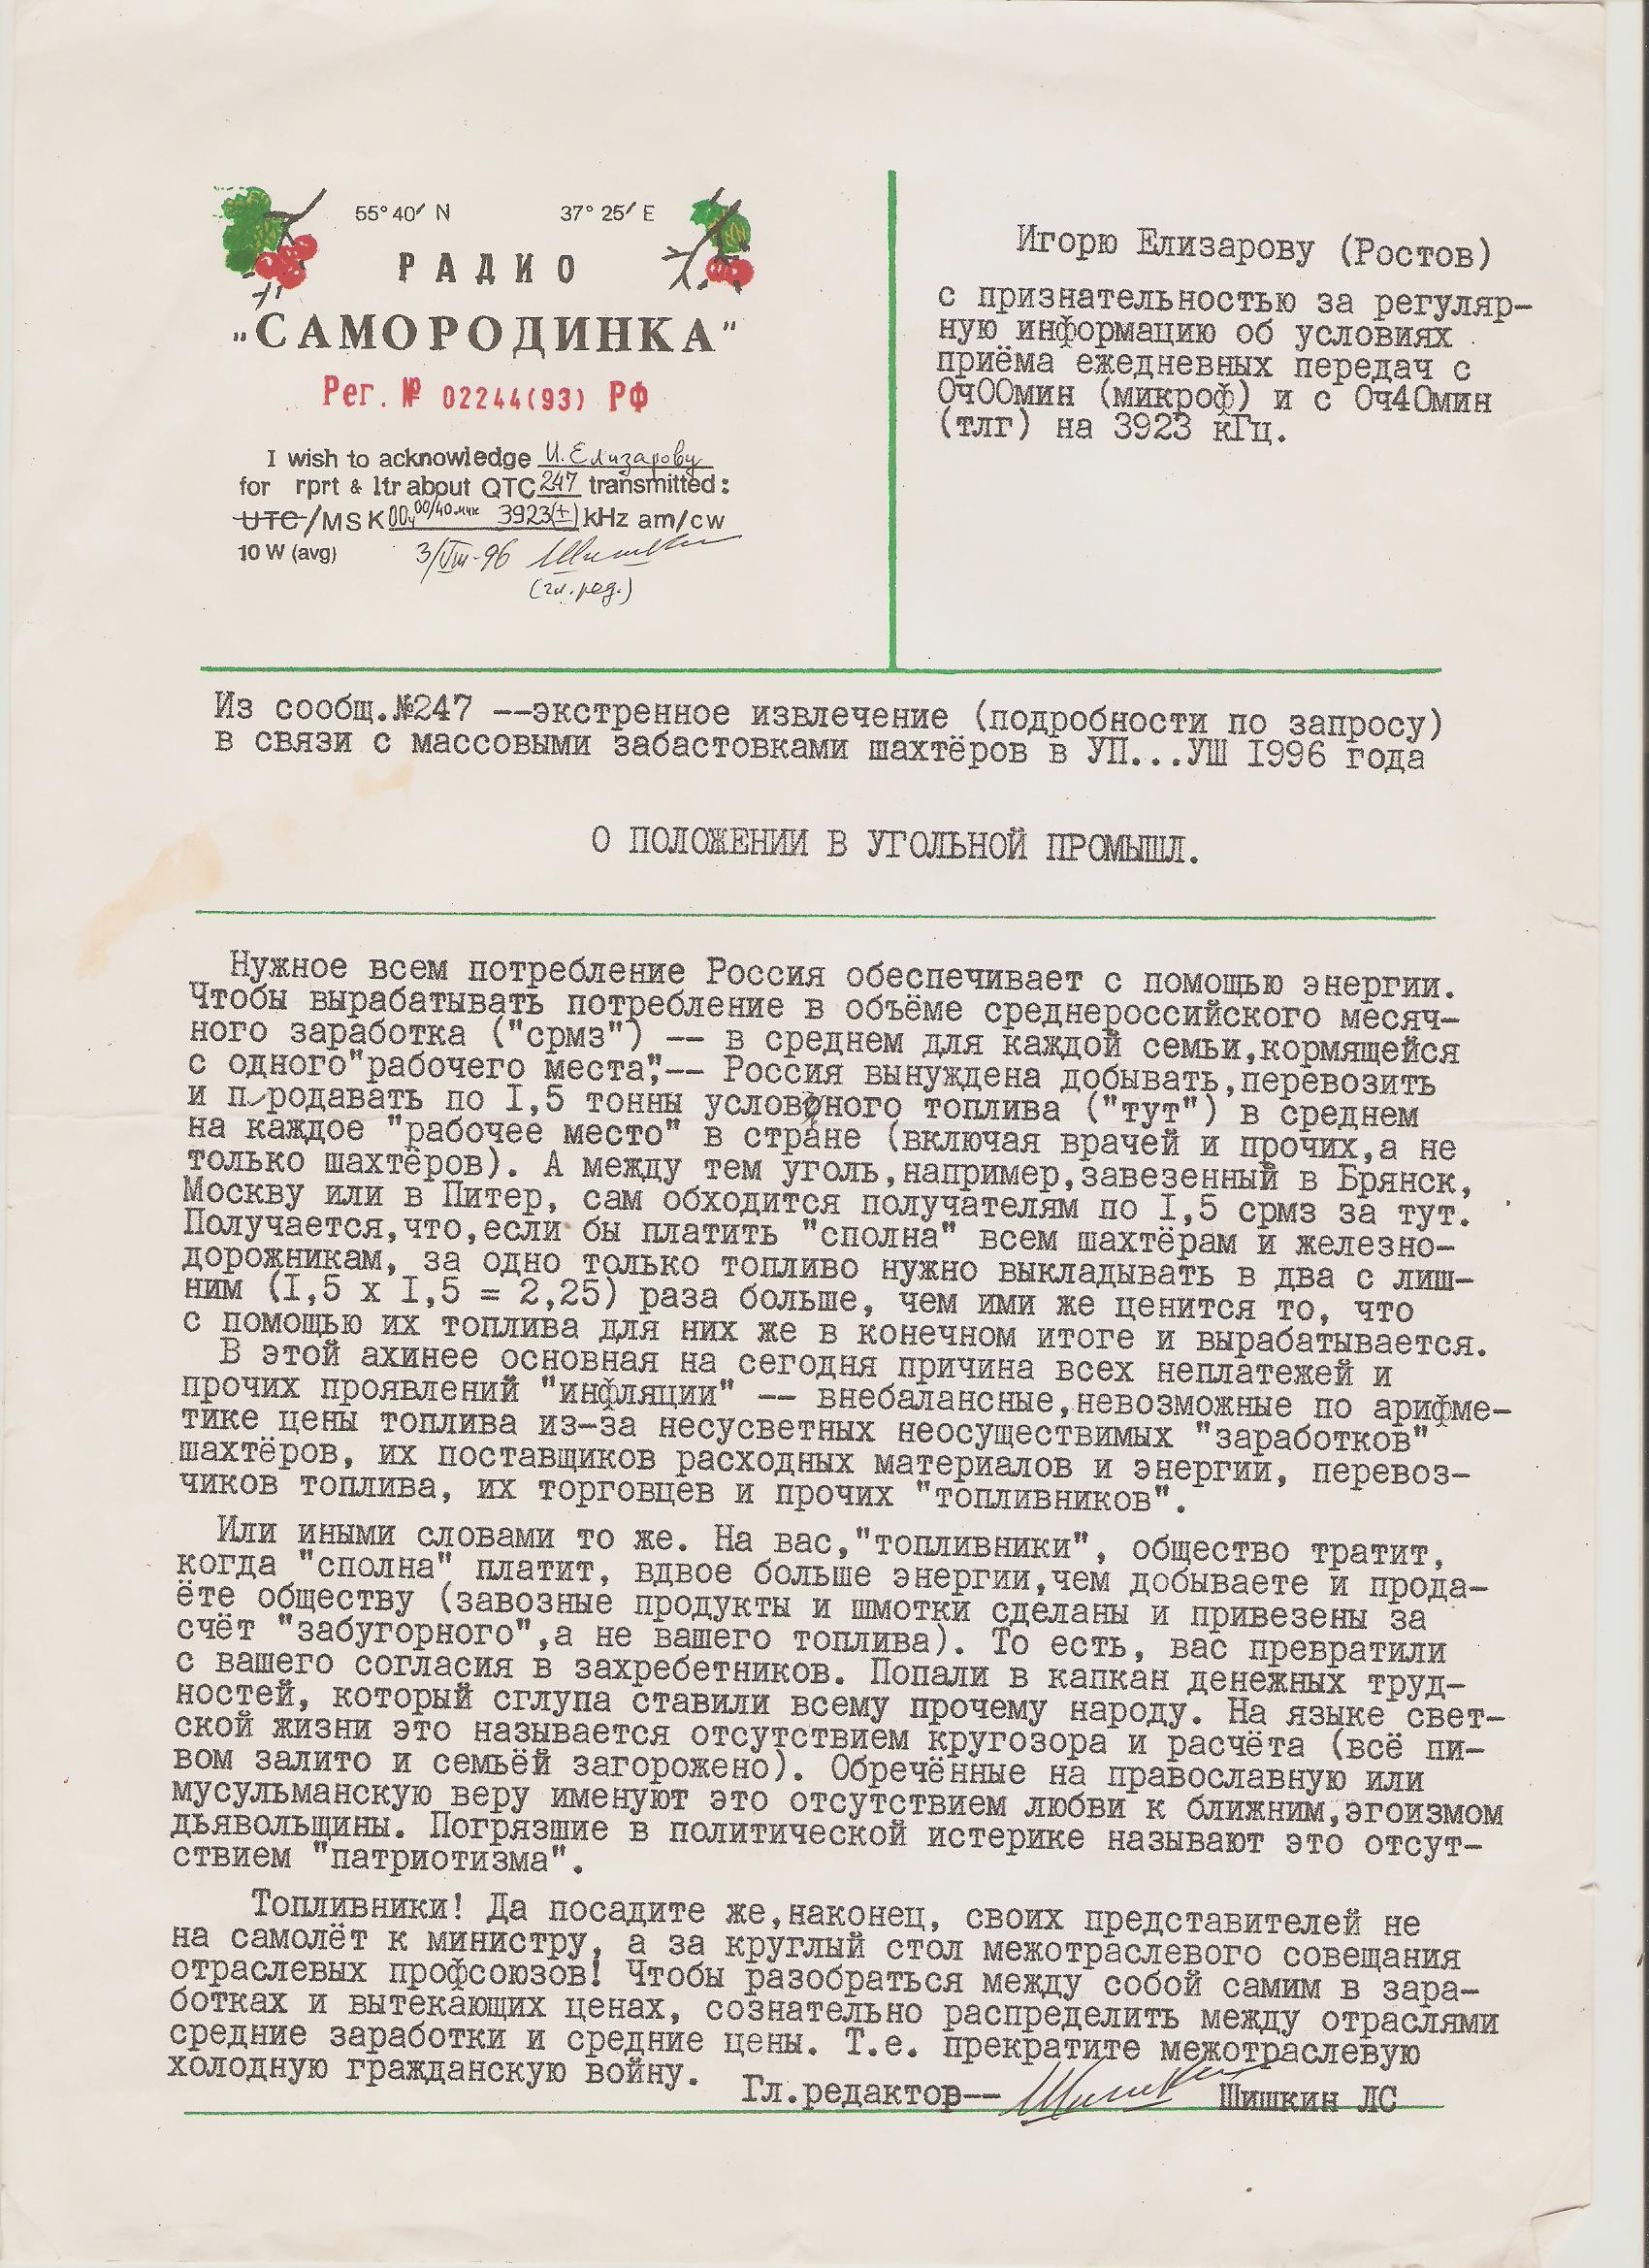 55° 40′ N 37° 25′ E
РАДИО
„САМОРОДИНКА"
Рег. № 02244(93) РФ
I wish to acknowledge И. Елизарову
for rprt & ltr about QTC 247 transmitted:
UTC/MSK 00ч 00/40 мин 3923(±) kHz am/cw
10 W (avg) 3/VIII-96
(гл. ред.)
Игорю Елизарову (Ростов)
с признательностью за регуляр-
ную информацию об условиях
приёма ежедневных передач с
0ч00мин (микроф) и с 0ч40мин
(тлг) на 3923 кГц.
Из сообщ.№247 --экстренное извлечение (подробности по запросу)
в связи с массовыми забастовками шахтёров в УП...УШ I996 года
О ПОЛОЖЕНИИ В УГОЛЬНОЙ ПРОМЫШЛ.
Нужное всем потребление Россия обеспечивает с помощью энергии.
Чтобы вырабатывать потребление в объёме среднероссийского месяч-
ного заработка ("срмз") -- в среднем для каждой семьи,кормящейся
с одного"рабочего места",-- Россия вынуждена добывать,перевозить
и продавать по I,5 тонны условного топлива ("тут") в среднем
на каждое "рабочее место" в стране (включая врачей и прочих,а не
только шахтёров). А между тем уголь,например,завезенный в Брянск,
Москву или в Питер, сам обходится получателям по I,5 срмз за тут.
Получается,что,если бы платить "сполна" всем шахтёрам и железно-
дорожникам, за одно только топливо нужно выкладывать в два с лиш-
ним (I,5 х I,5 = 2,25) раза больше, чем ими же ценится то, что
с помощью их топлива для них же в конечном итоге и вырабатывается.
В этой ахинее основная на сегодня причина всех неплатежей и
прочих проявлений "инфляции" -- внебалансные,невозможные по арифме-
тике цены топлива из-за несусветных неосуществимых "заработков"
шахтёров, их поставщиков расходных материалов и энергии, перевоз-
чиков топлива, их торговцев и прочих "топливников".
Или иными словами то же. На вас,"топливники", общество тратит,
когда "сполна" платит, вдвое больше энергии,чем добываете и прода-
ёте обществу (завозные продукты и шмотки сделаны и привезены за
счёт "забугорного",а не вашего топлива). То есть, вас превратили
с вашего согласия в захребетников. Попали в капкан денежных труд-
ностей, который сглупа ставили всему прочему народу. На языке свет-
ской жизни это называется отсутствием кругозора и расчёта (всё пи-
вом залито и семьёй загорожено). Обречённые на православную или
мусульманскую веру именуют это отсутствием любви к ближним,эгоизмом
дьявольщины. Погрязшие в политической истерике называют это отсут-
ствием "патриотизма".
Топливники! Да посадите же,наконец, своих представителей не
на самолёт к министру, а за круглый стол межотраслевого совещания
отраслевых профсоюзов! Чтобы разобраться между собой самим в зара-
ботках и вытекающих ценах, сознательно распределить между отраслями
средние заработки и средние цены. Т.е. прекратите межотраслевую
холодную гражданскую войну.
Гл.редактор-- Шишкин ЛС